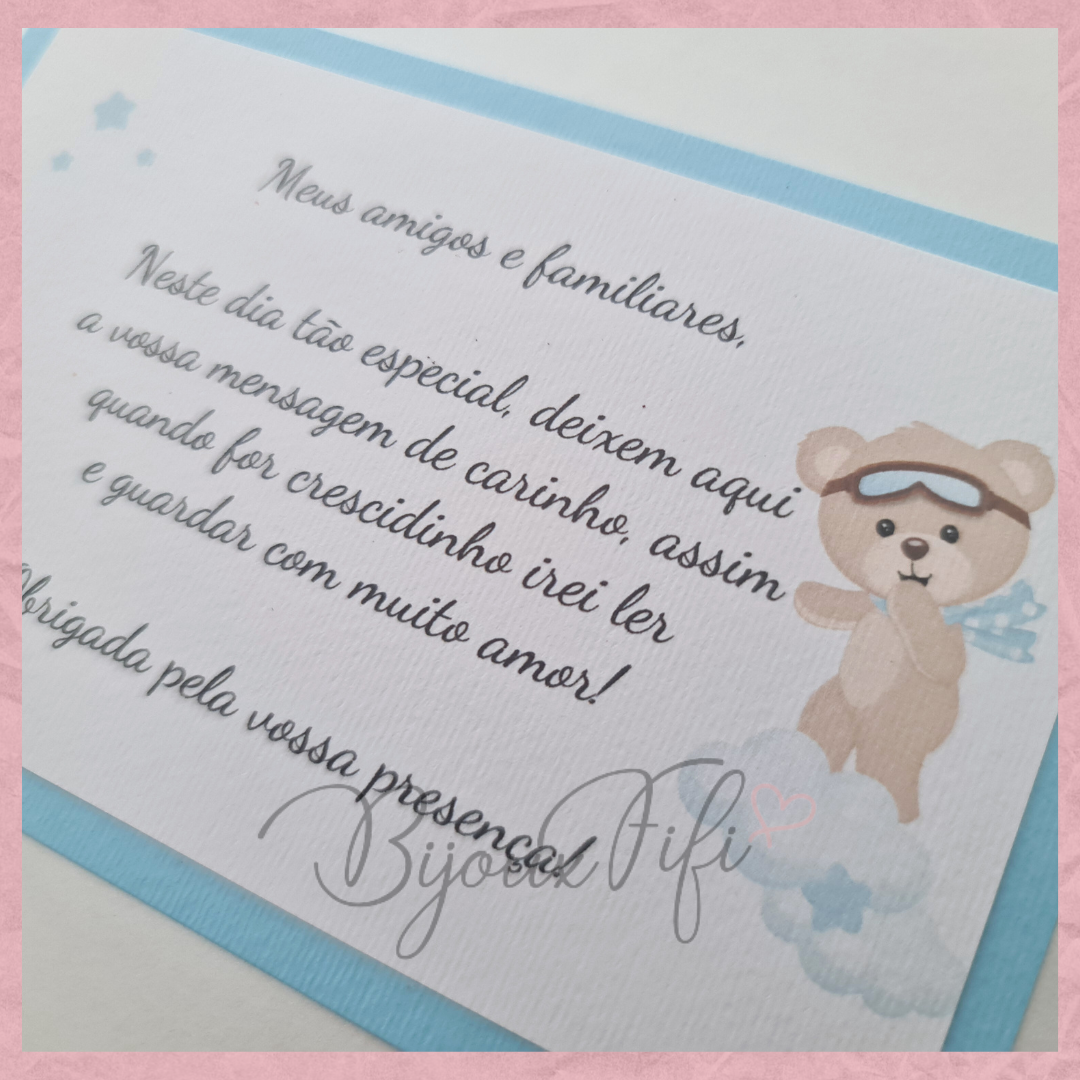 Meus amigos e familiares,
Neste dia tão especial, deixem aqui
a vossa mensagem de carinho, assim
quando for crescidinho irei ler
e guardar com muito amor!
Obrigada pela vossa presença!
Bijoux Fifi